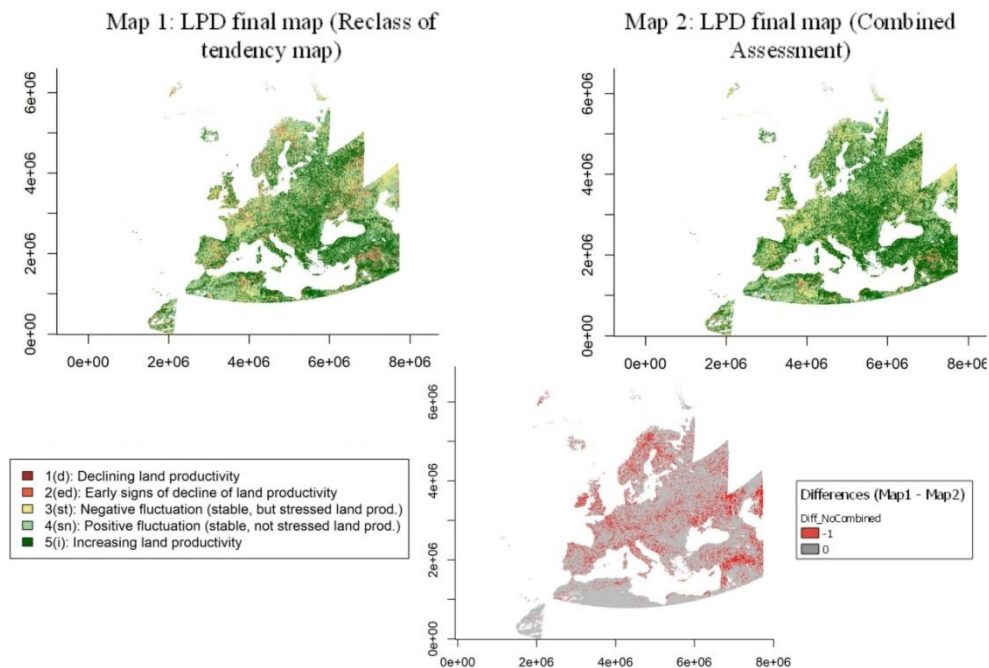 Map 1: LPD final map (Reclass of
tendency map)
Map 2: LPD final map (Combined
Assessment)
6e+06
4e+06
2e+06
0e+00
0e+00 2e+06 4e+06 6e+06 8e+06
6e+06
4e+06
2e+06
0e+00
0e+00 2e+06 4e+06 6e+06 8e+06
1(d): Declining land productivity
2(ed): Early signs of decline of land productivity
3(st): Negative fluctuation (stable, but stressed land prod.)
4(sn): Positive fluctuation (stable, not stressed land prod.)
5(i): Increasing land productivity
6e+06
4e+06
2e+06
0e+00
0e+00 2e+06 4e+06 6e+06 8e+06
Differences (Map1 - Map2)
Diff_NoCombined
-1
0